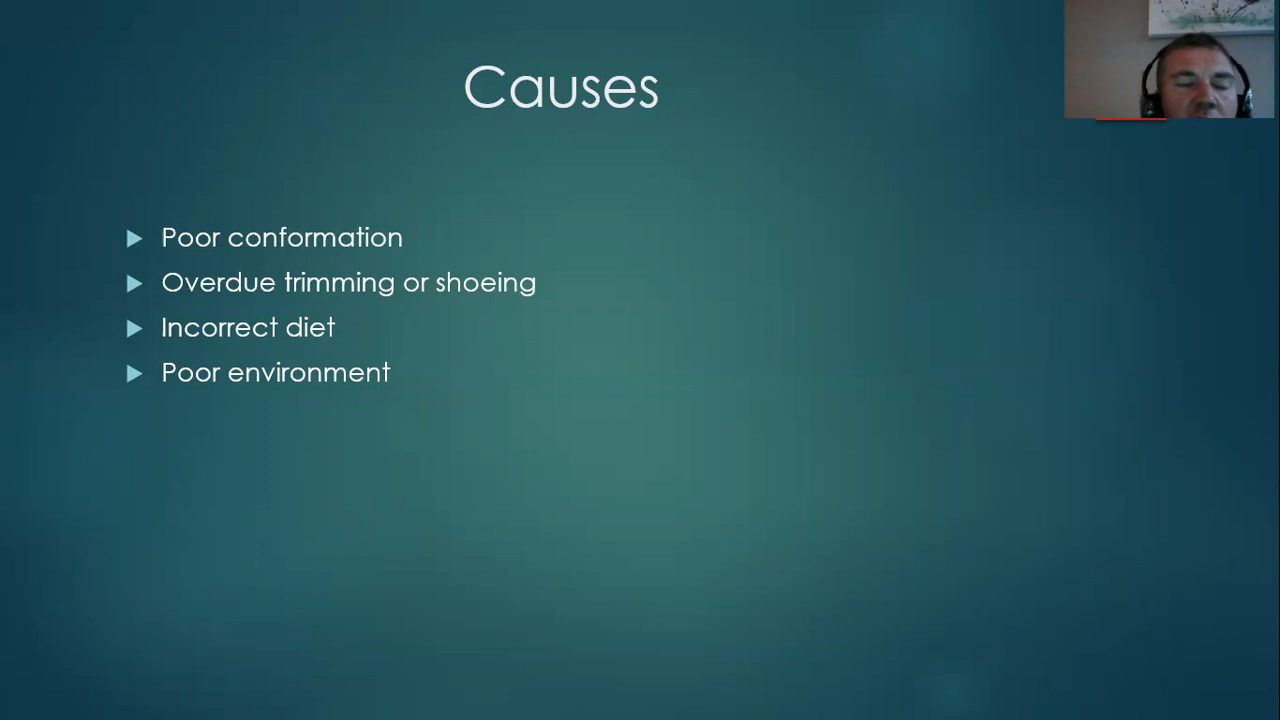 Causes
Poor conformation
Overdue trimming or shoeing
Incorrect diet
Poor environment